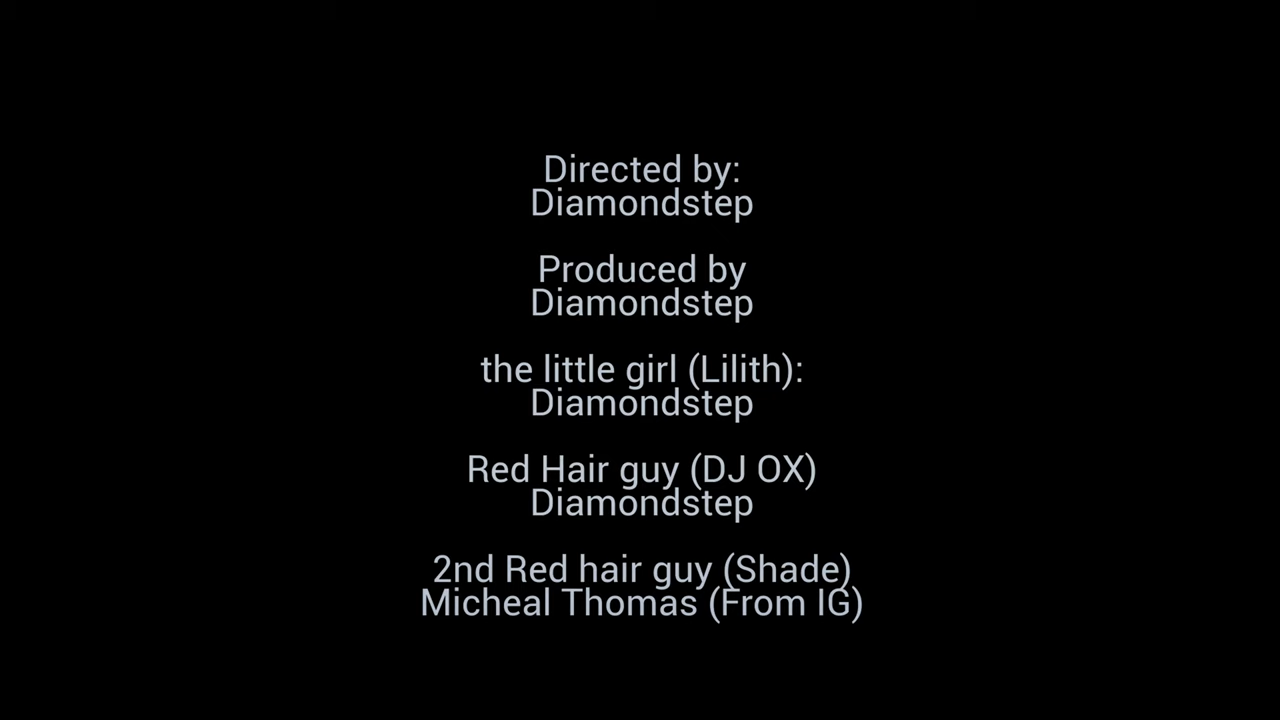 Directed by:
Diamondstep
Produced by
Diamondstep
the little girl (Lilith):
Diamondstep
Red Hair guy (DJ OX)
Diamondstep
2nd Red hair guy (Shade)
Micheal Thomas (From IG)